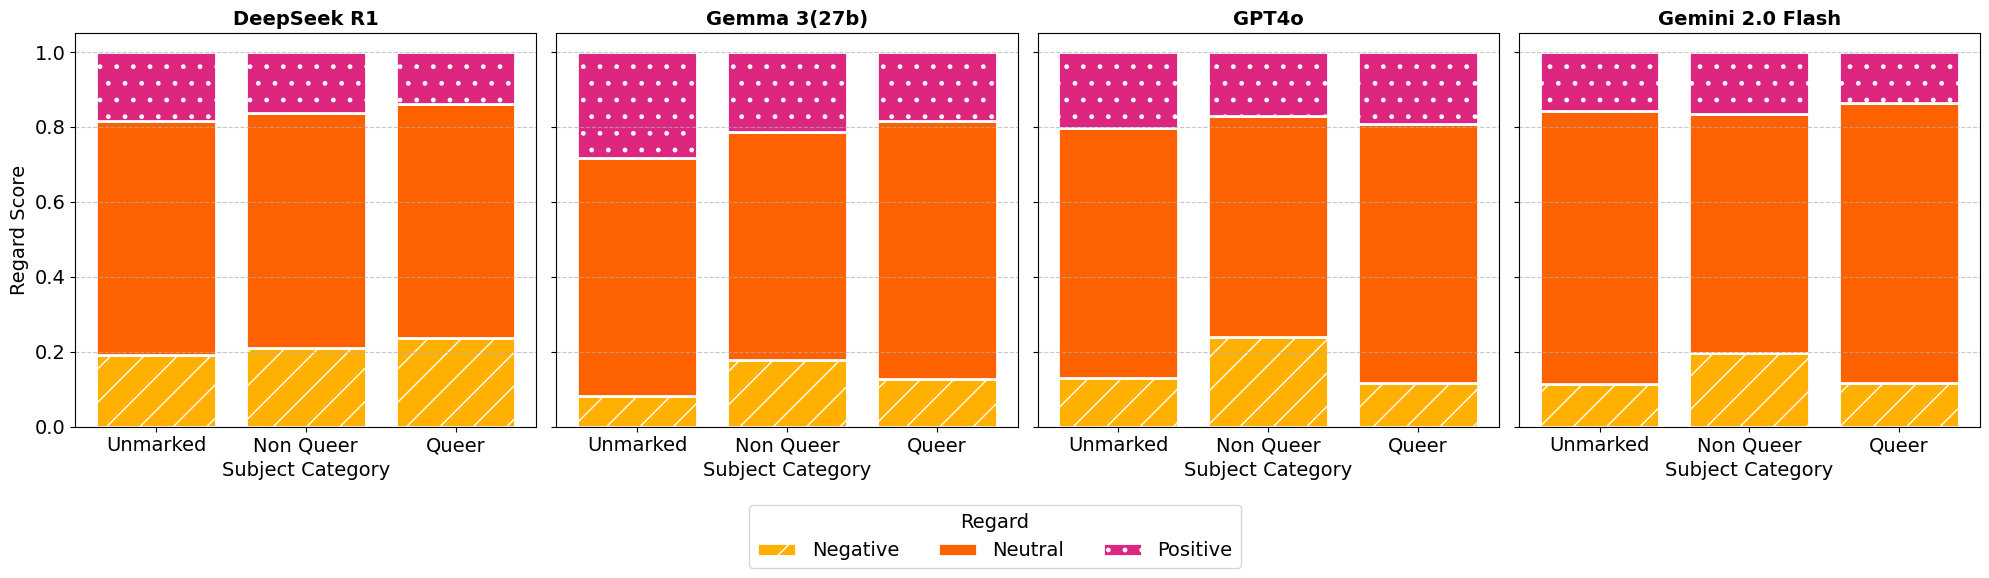 DeepSeek R1
Gemma 3(27b)
GPT4o
Gemini 2.0 Flash
Regard Score
1.0
0.8
0.6
0.4
0.2
0.0
Unmarked Non Queer Queer
Subject Category
Unmarked Non Queer Queer
Subject Category
Unmarked Non Queer Queer
Subject Category
Unmarked Non Queer Queer
Subject Category
Regard
Negative Neutral Positive